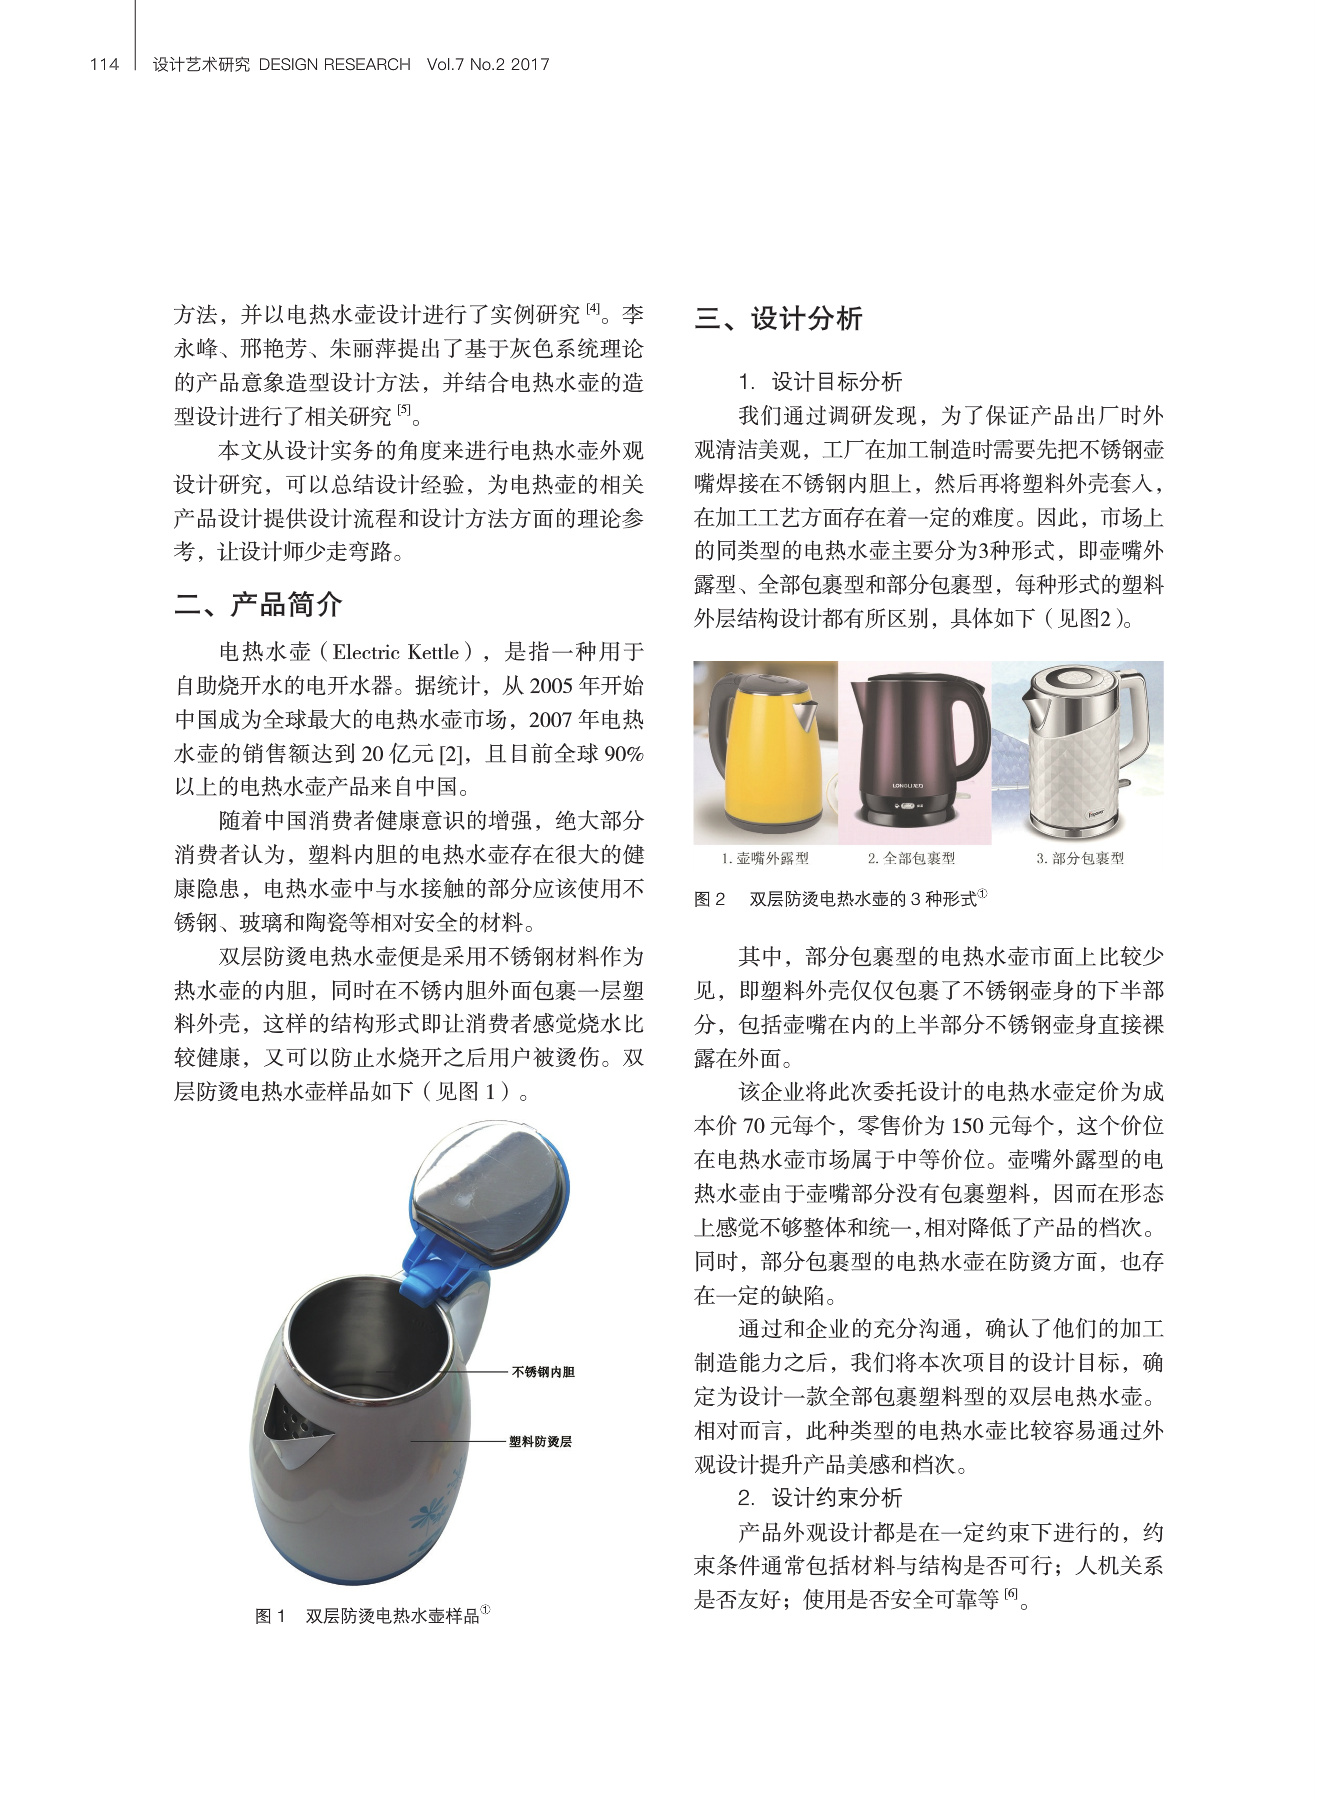 114 设计艺术研究 DESIGN RESEARCH Vol.7 No.2 2017
方法，并以电热水壶设计进行了实例研究 [4]。李
永峰、邢艳芳、朱丽萍提出了基于灰色系统理论
的产品意象造型设计方法，并结合电热水壶的造
型设计进行了相关研究 [5]。
本文从设计实务的角度来进行电热水壶外观
设计研究，可以总结设计经验，为电热壶的相关
产品设计提供设计流程和设计方法方面的理论参
考，让设计师少走弯路。
二、产品简介
电热水壶（Electric Kettle），是指一种用于
自助烧开水的电开水器。据统计，从 2005 年开始
中国成为全球最大的电热水壶市场，2007 年电热
水壶的销售额达到 20 亿元 [2]，且目前全球 90%
以上的电热水壶产品来自中国。
随着中国消费者健康意识的增强，绝大部分
消费者认为，塑料内胆的电热水壶存在很大的健
康隐患，电热水壶中与水接触的部分应该使用不
锈钢、玻璃和陶瓷等相对安全的材料。
双层防烫电热水壶便是采用不锈钢材料作为
热水壶的内胆，同时在不锈内胆外面包裹一层塑
料外壳，这样的结构形式即让消费者感觉烧水比
较健康，又可以防止水烧开之后用户被烫伤。双
层防烫电热水壶样品如下（见图 1）。
不锈钢内胆
塑料防烫层
图 1 双层防烫电热水壶样品①
三、设计分析
1. 设计目标分析
我们通过调研发现，为了保证产品出厂时外
观清洁美观，工厂在加工制造时需要先把不锈钢壶
嘴焊接在不锈钢内胆上，然后再将塑料外壳套入，
在加工工艺方面存在着一定的难度。因此，市场上
的同类型的电热水壶主要分为3种形式，即壶嘴外
露型、全部包裹型和部分包裹型，每种形式的塑料
外层结构设计都有所区别，具体如下（见图2）。
LONGLI龙力
1. 壶嘴外露型 2. 全部包裹型 3. 部分包裹型
图 2 双层防烫电热水壶的 3 种形式①
其中，部分包裹型的电热水壶市面上比较少
见，即塑料外壳仅仅包裹了不锈钢壶身的下半部
分，包括壶嘴在内的上半部分不锈钢壶身直接裸
露在外面。
该企业将此次委托设计的电热水壶定价为成
本价 70 元每个，零售价为 150 元每个，这个价位
在电热水壶市场属于中等价位。壶嘴外露型的电
热水壶由于壶嘴部分没有包裹塑料，因而在形态
上感觉不够整体和统一，相对降低了产品的档次。
同时，部分包裹型的电热水壶在防烫方面，也存
在一定的缺陷。
通过和企业的充分沟通，确认了他们的加工
制造能力之后，我们将本次项目的设计目标，确
定为设计一款全部包裹塑料型的双层电热水壶。
相对而言，此种类型的电热水壶比较容易通过外
观设计提升产品美感和档次。
2. 设计约束分析
产品外观设计都是在一定约束下进行的，约
束条件通常包括材料与结构是否可行；人机关系
是否友好；使用是否安全可靠等 [6]。